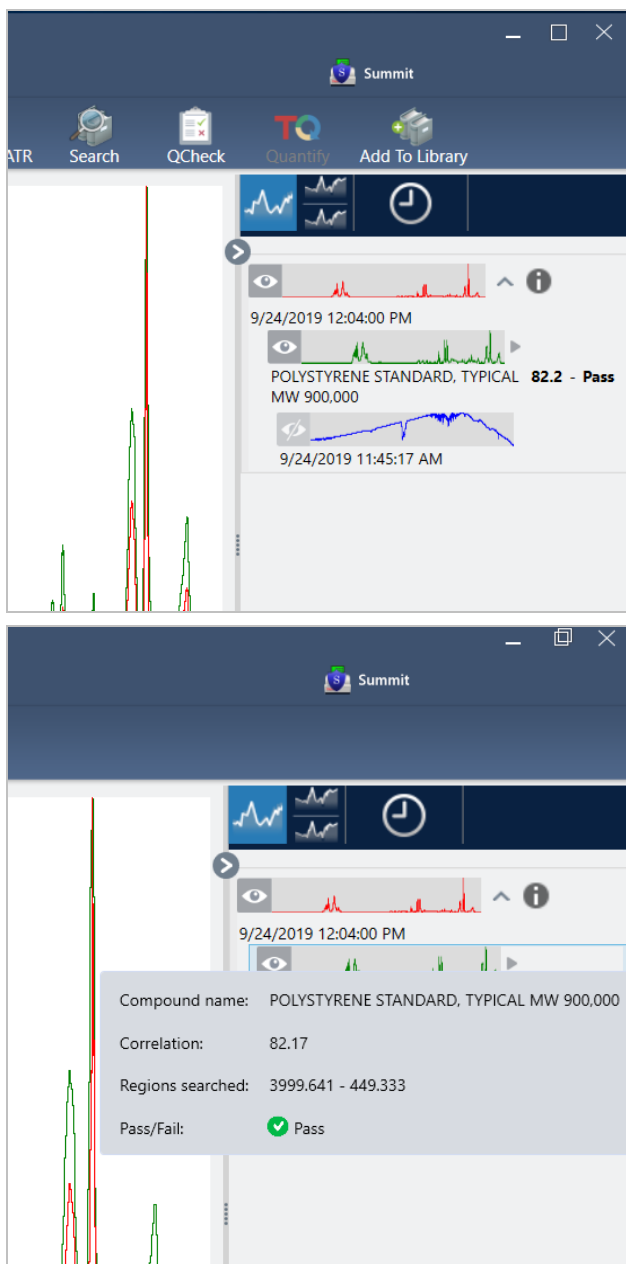 Summit
ATR Search QCheck Quantify Add To Library
9/24/2019 12:04:00 PM
POLYSTYRENE STANDARD, TYPICAL 82.2 - Pass
MW 900,000
9/24/2019 11:45:17 AM
Summit
9/24/2019 12:04:00 PM
Compound name: POLYSTYRENE STANDARD, TYPICAL MW 900,000
Correlation: 82.17
Regions searched: 3999.641 - 449.333
Pass/Fail: Pass